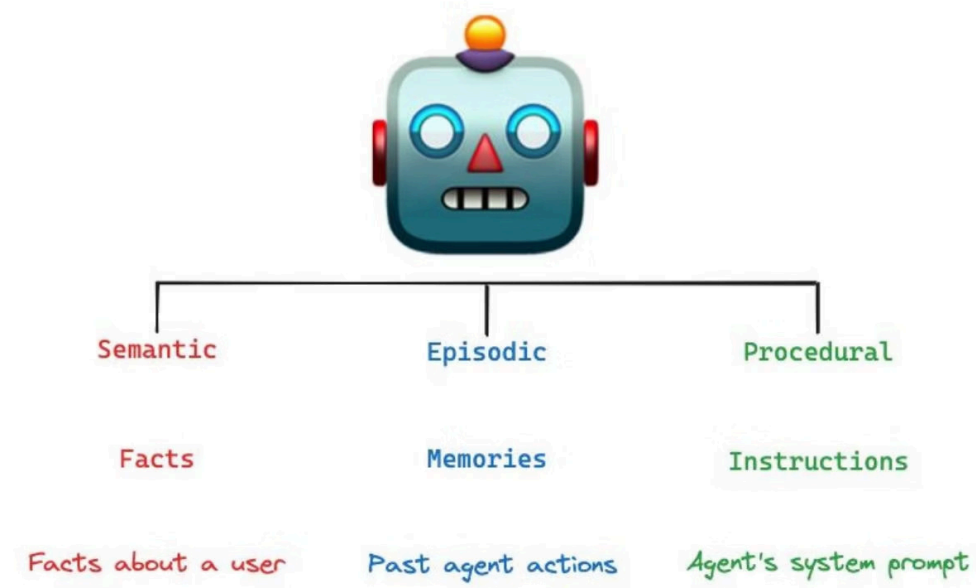 Semantic Episodic Procedural
Facts Memories Instructions
Facts about a user Past agent actions Agent's system prompt